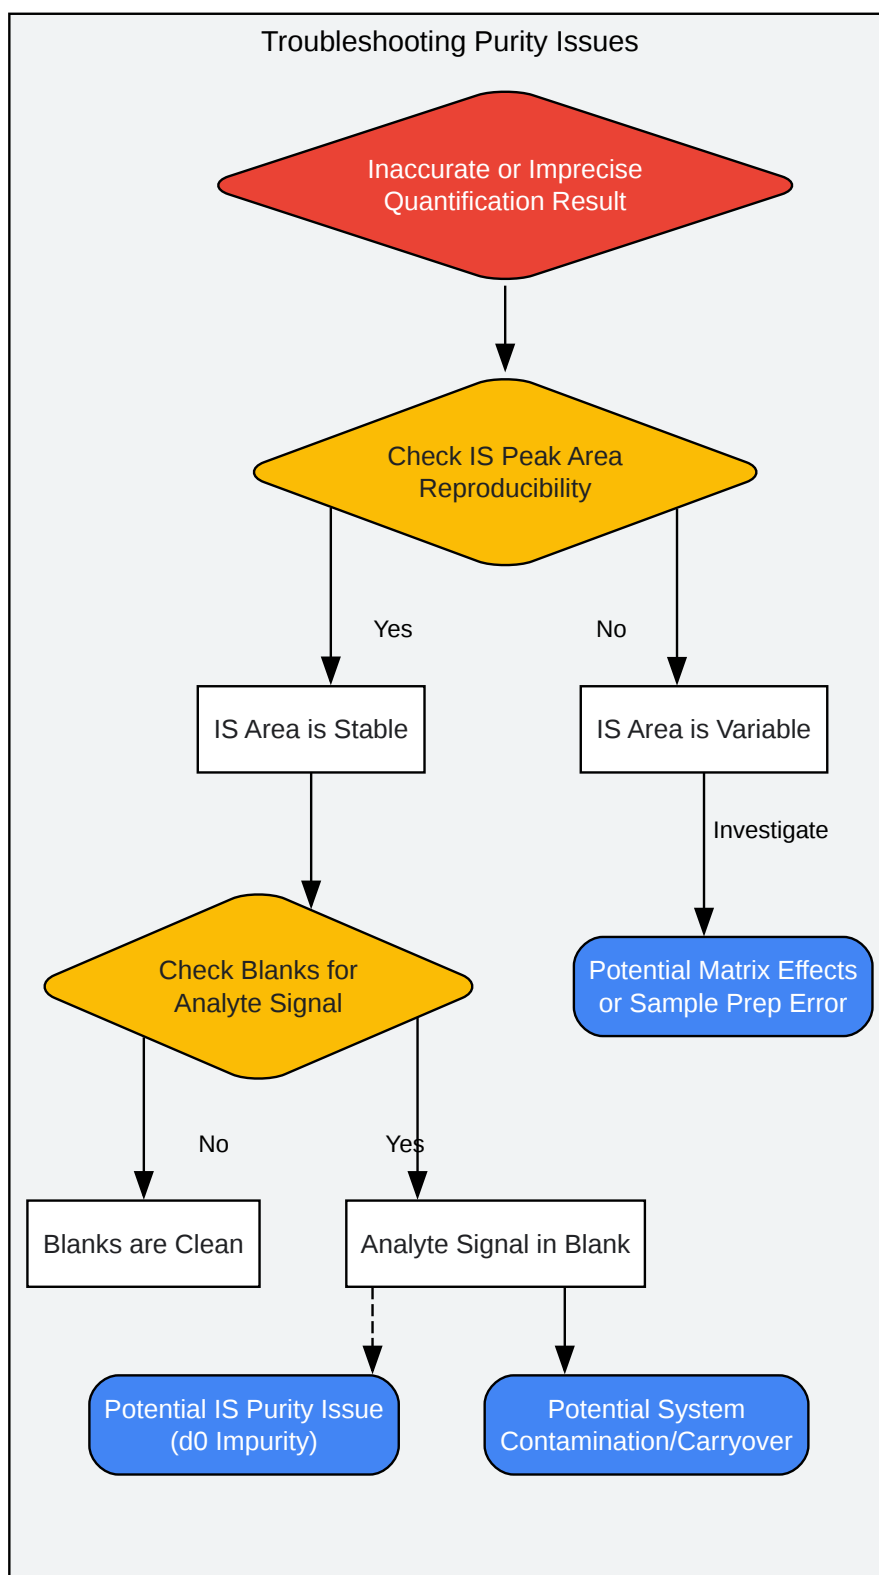 Troubleshooting Purity Issues
Inaccurate or Imprecise
Quantification Result
Check IS Peak Area
Reproducibility
Yes
No
IS Area is Stable
IS Area is Variable
Investigate
Check Blanks for
Analyte Signal
Potential Matrix Effects
or Sample Prep Error
No
Yes
Blanks are Clean
Analyte Signal in Blank
Potential IS Purity Issue
(d0 Impurity)
Potential System
Contamination/Carryover